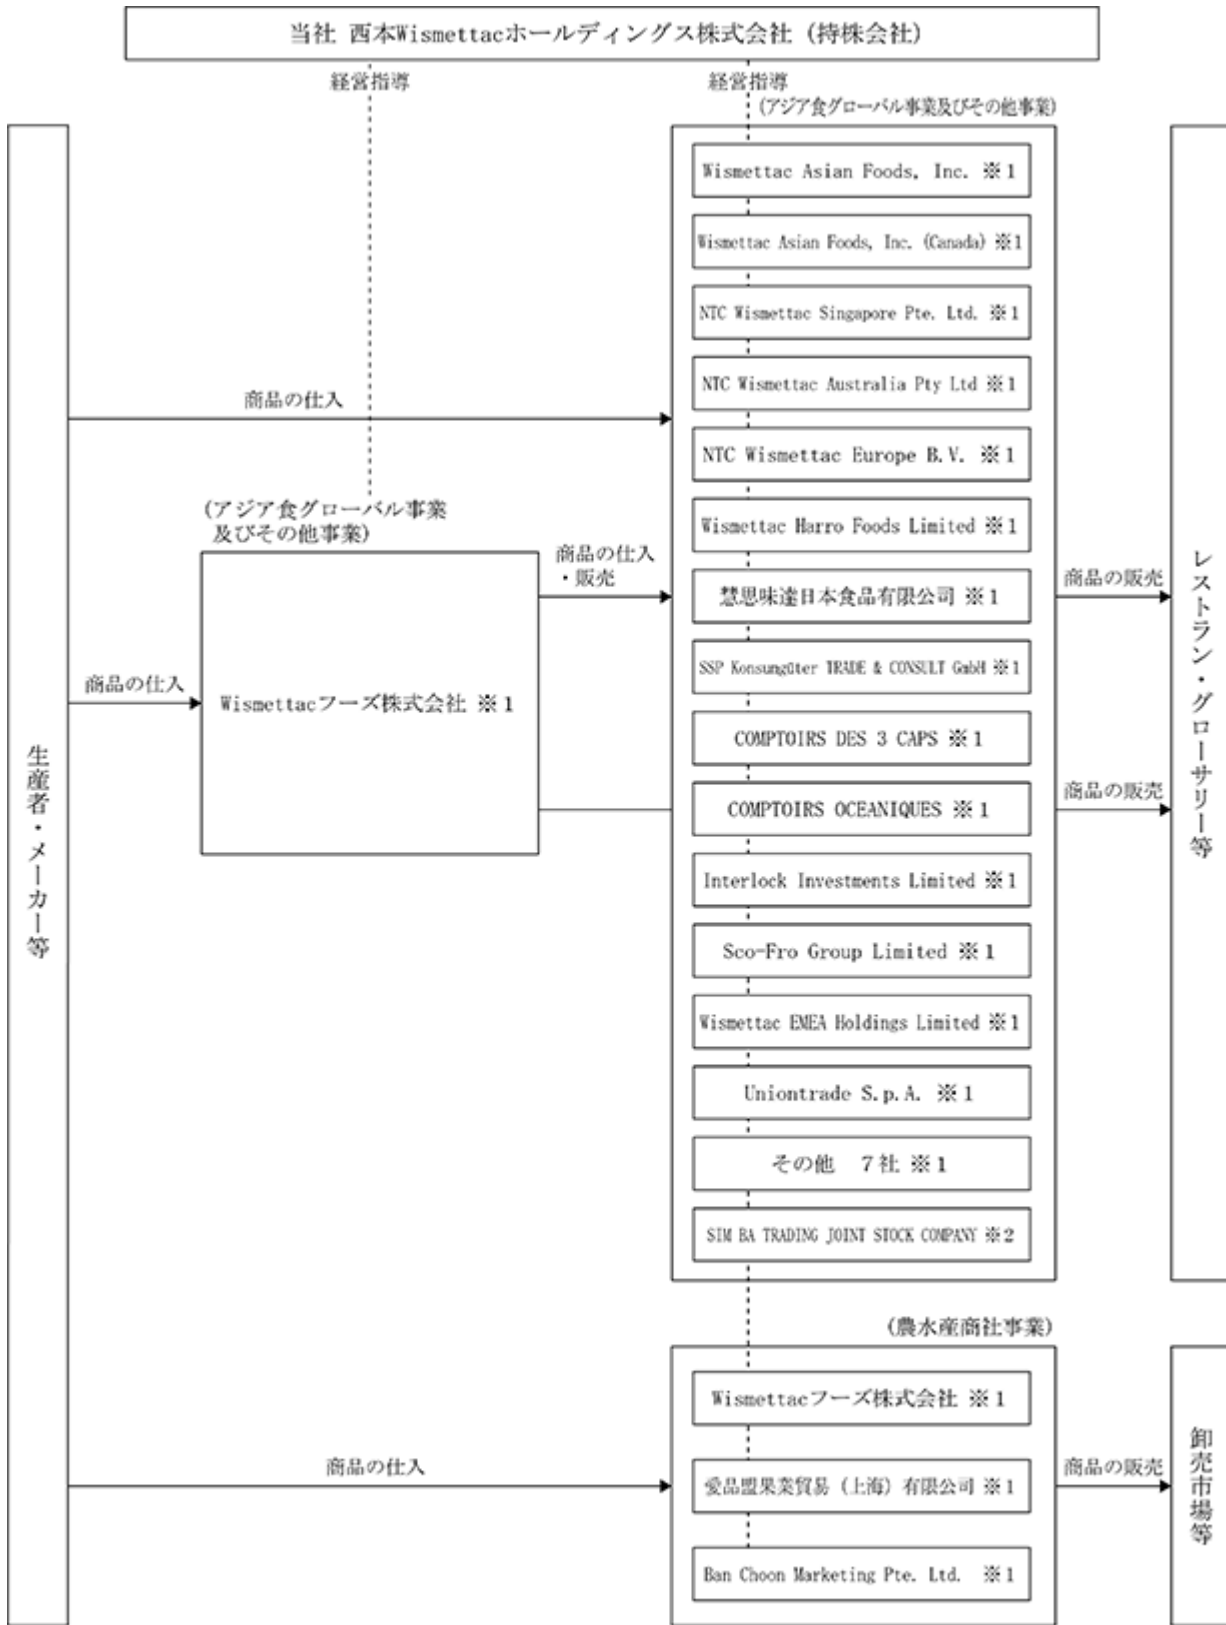 当社 西本Wismettacホールディングス株式会社 (持株会社)
経営指導
経営指導
(アジア食グローバル事業及びその他事業)
Wismettac Asian Foods, Inc. ※1
Wismettac Asian Foods, Inc. (Canada) ※1
NTC Wismettac Singapore Pte. Ltd. ※1
NTC Wismettac Australia Pty Ltd ※1
商品の仕入
NTC Wismettac Europe B.V. ※1
(アジア食グローバル事業
及びその他事業)
Wismettac Harro Foods Limited ※1
商品の仕入
・販売
慧思味達日本食品有限公司 ※1
商品の販売
SSP Konsumgüter TRADE & CONSULT GmbH ※1
商品の仕入
Wismettacフーズ株式会社 ※1
COMPTOIRS DES 3 CAPS ※1
COMPTOIRS OCEANIQUES ※1
商品の販売
生産者・メーカー等
レストラン・グローサリー等
Interlock Investments Limited ※1
Sco-Fro Group Limited ※1
Wismettac EMEA Holdings Limited ※1
Uniontrade S.p.A. ※1
その他 7社 ※1
SIM BA TRADING JOINT STOCK COMPANY ※2
(農水産商社事業)
Wismettacフーズ株式会社 ※1
商品の仕入
愛品盟果業貿易(上海)有限公司 ※1
商品の販売
卸売市場等
Ban Choon Marketing Pte. Ltd. ※1